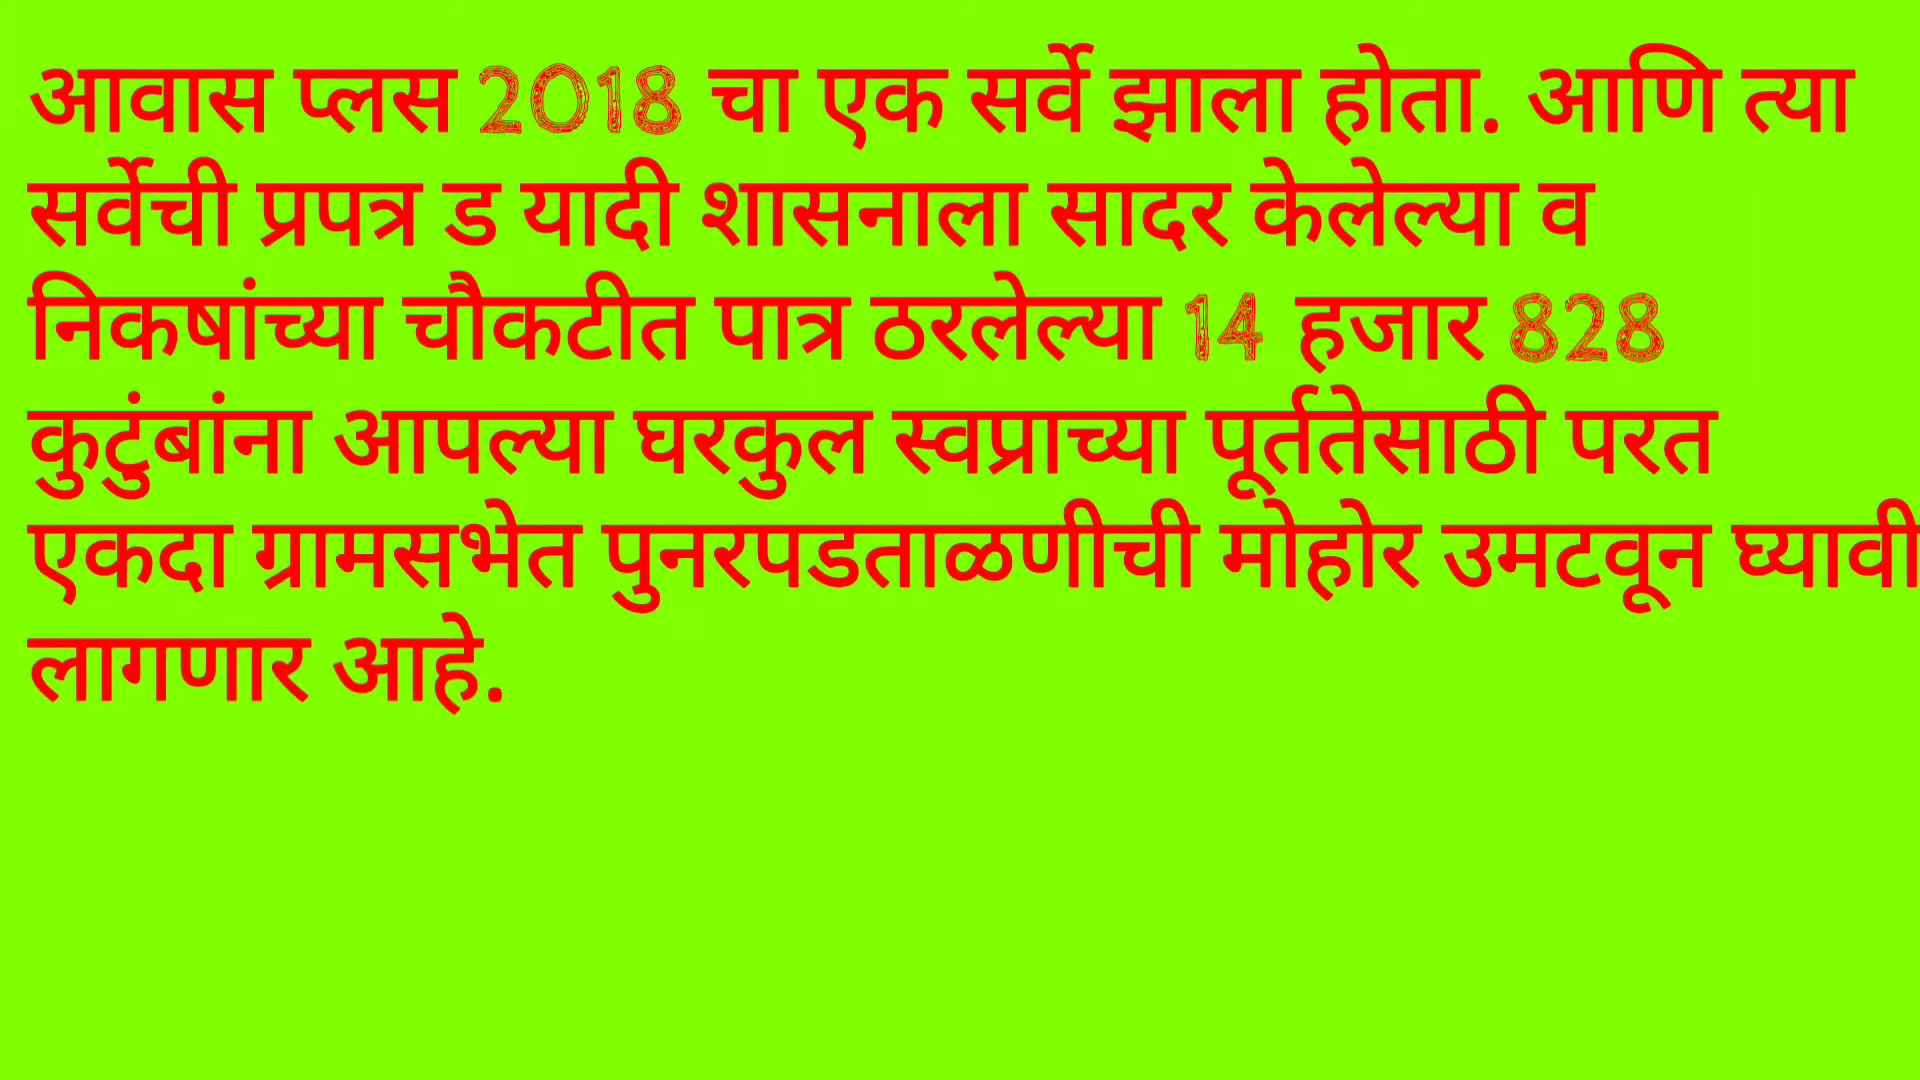 आवास प्लस 2018 चा एक सर्वे झाला होता. आणि त्या
सर्वेची प्रपत्र ड यादी शासनाला सादर केलेल्या व
निकषांच्या चौकटीत पात्र ठरलेल्या 14 हजार 828
कुटुंबांना आपल्या घरकुल स्वप्राच्या पूर्ततेसाठी परत
एकदा ग्रामसभेत पुनरपडताळणीची मोहोर उमटवून घ्यावी
लागणार आहे.